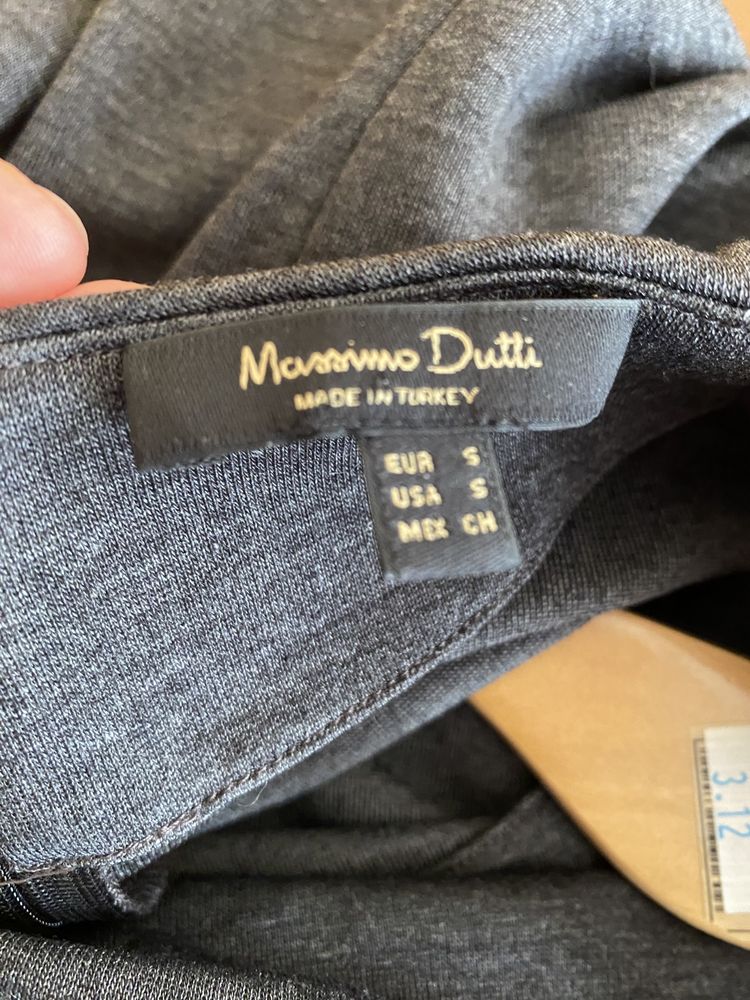 Massimo Dutti
MADE IN TURKEY
EUR S
USA S
MEX CH
3.12